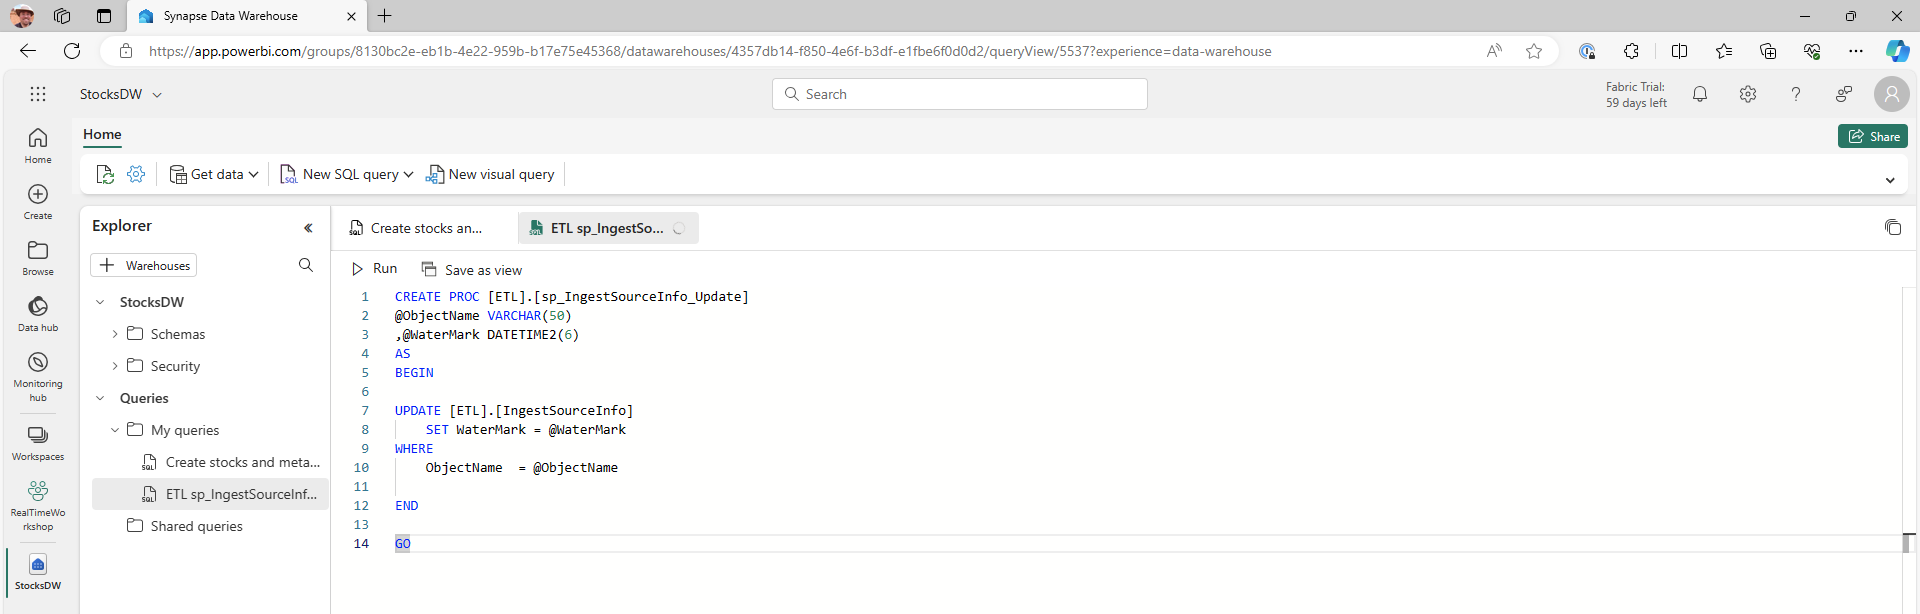 Synapse Data Warehouse
https://app.powerbi.com/groups/8130bc2e-eb1b-4e22-959b-b17e75e45368/datawarehouses/4357db14-f850-4e6f-b3df-e1fbe6f0d0d2/queryView/5537?experience=data-warehouse
StocksDW
Search
Fabric Trial:
59 days left
Home
Share
Get data
New SQL query
New visual query
Home
Create
Browse
Data hub
Monitoring
hub
Workspaces
RealTimeWo
rkshop
StocksDW
Explorer
Warehouses
StocksDW
Schemas
Security
Queries
My queries
Create stocks and meta...
ETL sp_IngestSourceInf...
Shared queries
Create stocks an...
ETL sp_IngestSo...
Run
Save as view
1 CREATE PROC [ETL].[sp_IngestSourceInfo_Update]
2 @ObjectName VARCHAR(50)
3 ,@WaterMark DATETIME2(6)
4 AS
5 BEGIN
6
7 UPDATE [ETL].[IngestSourceInfo]
8 SET WaterMark = @WaterMark
9 WHERE
10 ObjectName  = @ObjectName
11
12 END
13
14 GO